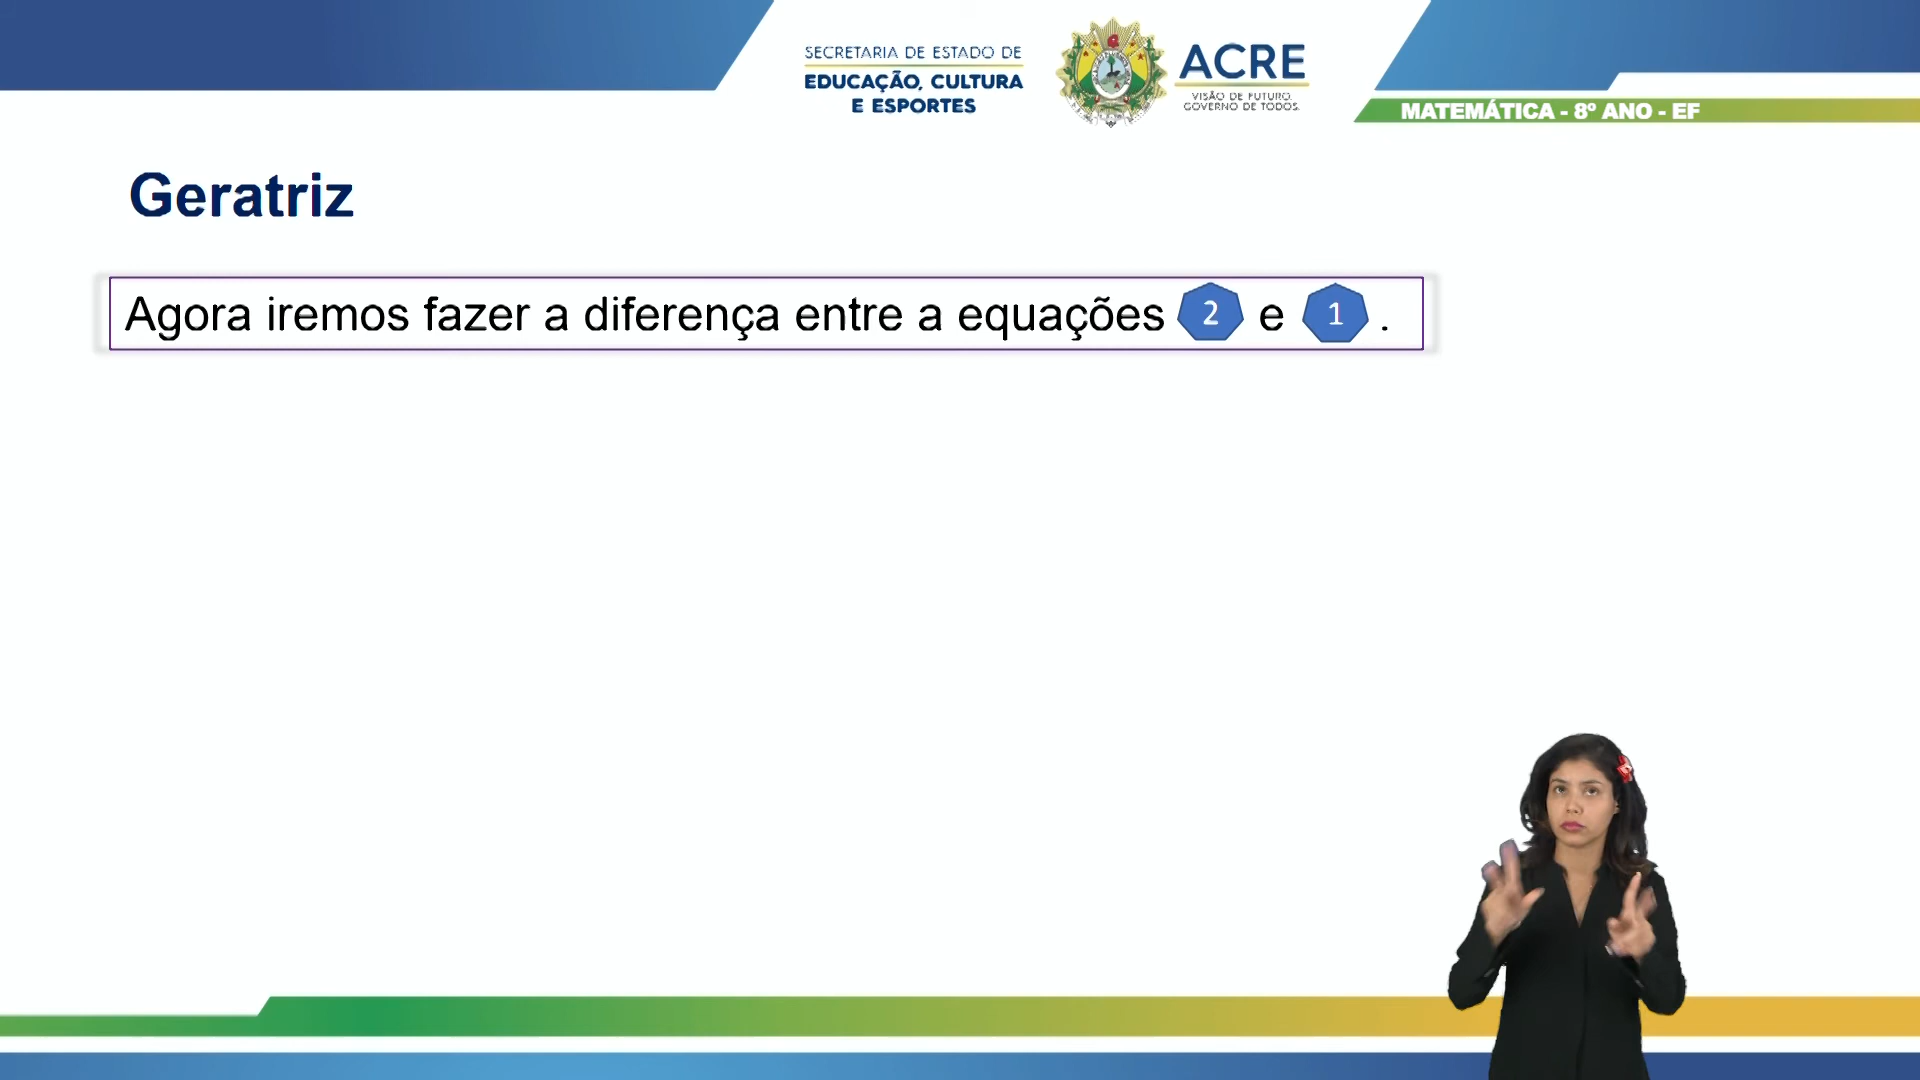 SECRETARIA DE ESTADO DE
EDUCAÇÃO, CULTURA
E ESPORTES
ACRE
VISÃO DE FUTURO.
GOVERNO DE TODOS.
MATEMÁTICA - 8º ANO - EF
Geratriz
Agora iremos fazer a diferença entre a equações 2 e 1 .